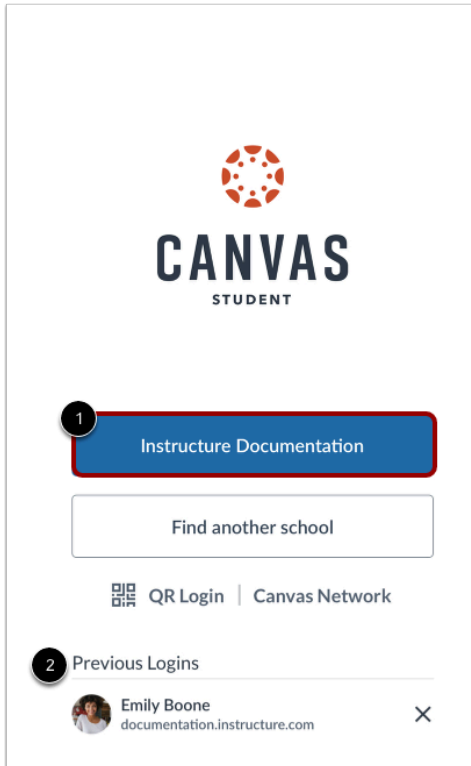 CANVAS
STUDENT
1
Instructure Documentation
Find another school
QR Login | Canvas Network
2 Previous Logins
Emily Boone
documentation.instructure.com